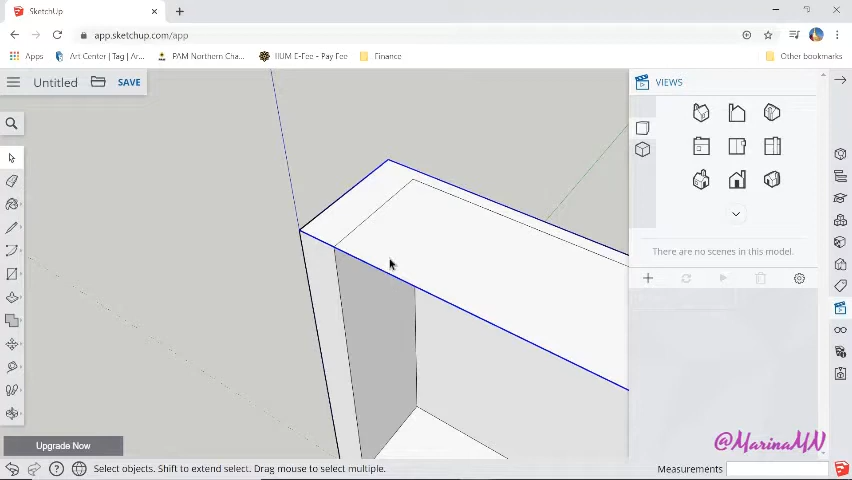 SketchUp
app.sketchup.com/app
Apps
Art Center | Tag | Ar...
PAM Northern Cha...
IIUM E-Fee - Pay Fee
Finance
Other bookmarks
Untitled
SAVE
VIEWS
There are no scenes in this model.
Upgrade Now
@MarinaMN
Select objects. Shift to extend select. Drag mouse to select multiple.
Measurements